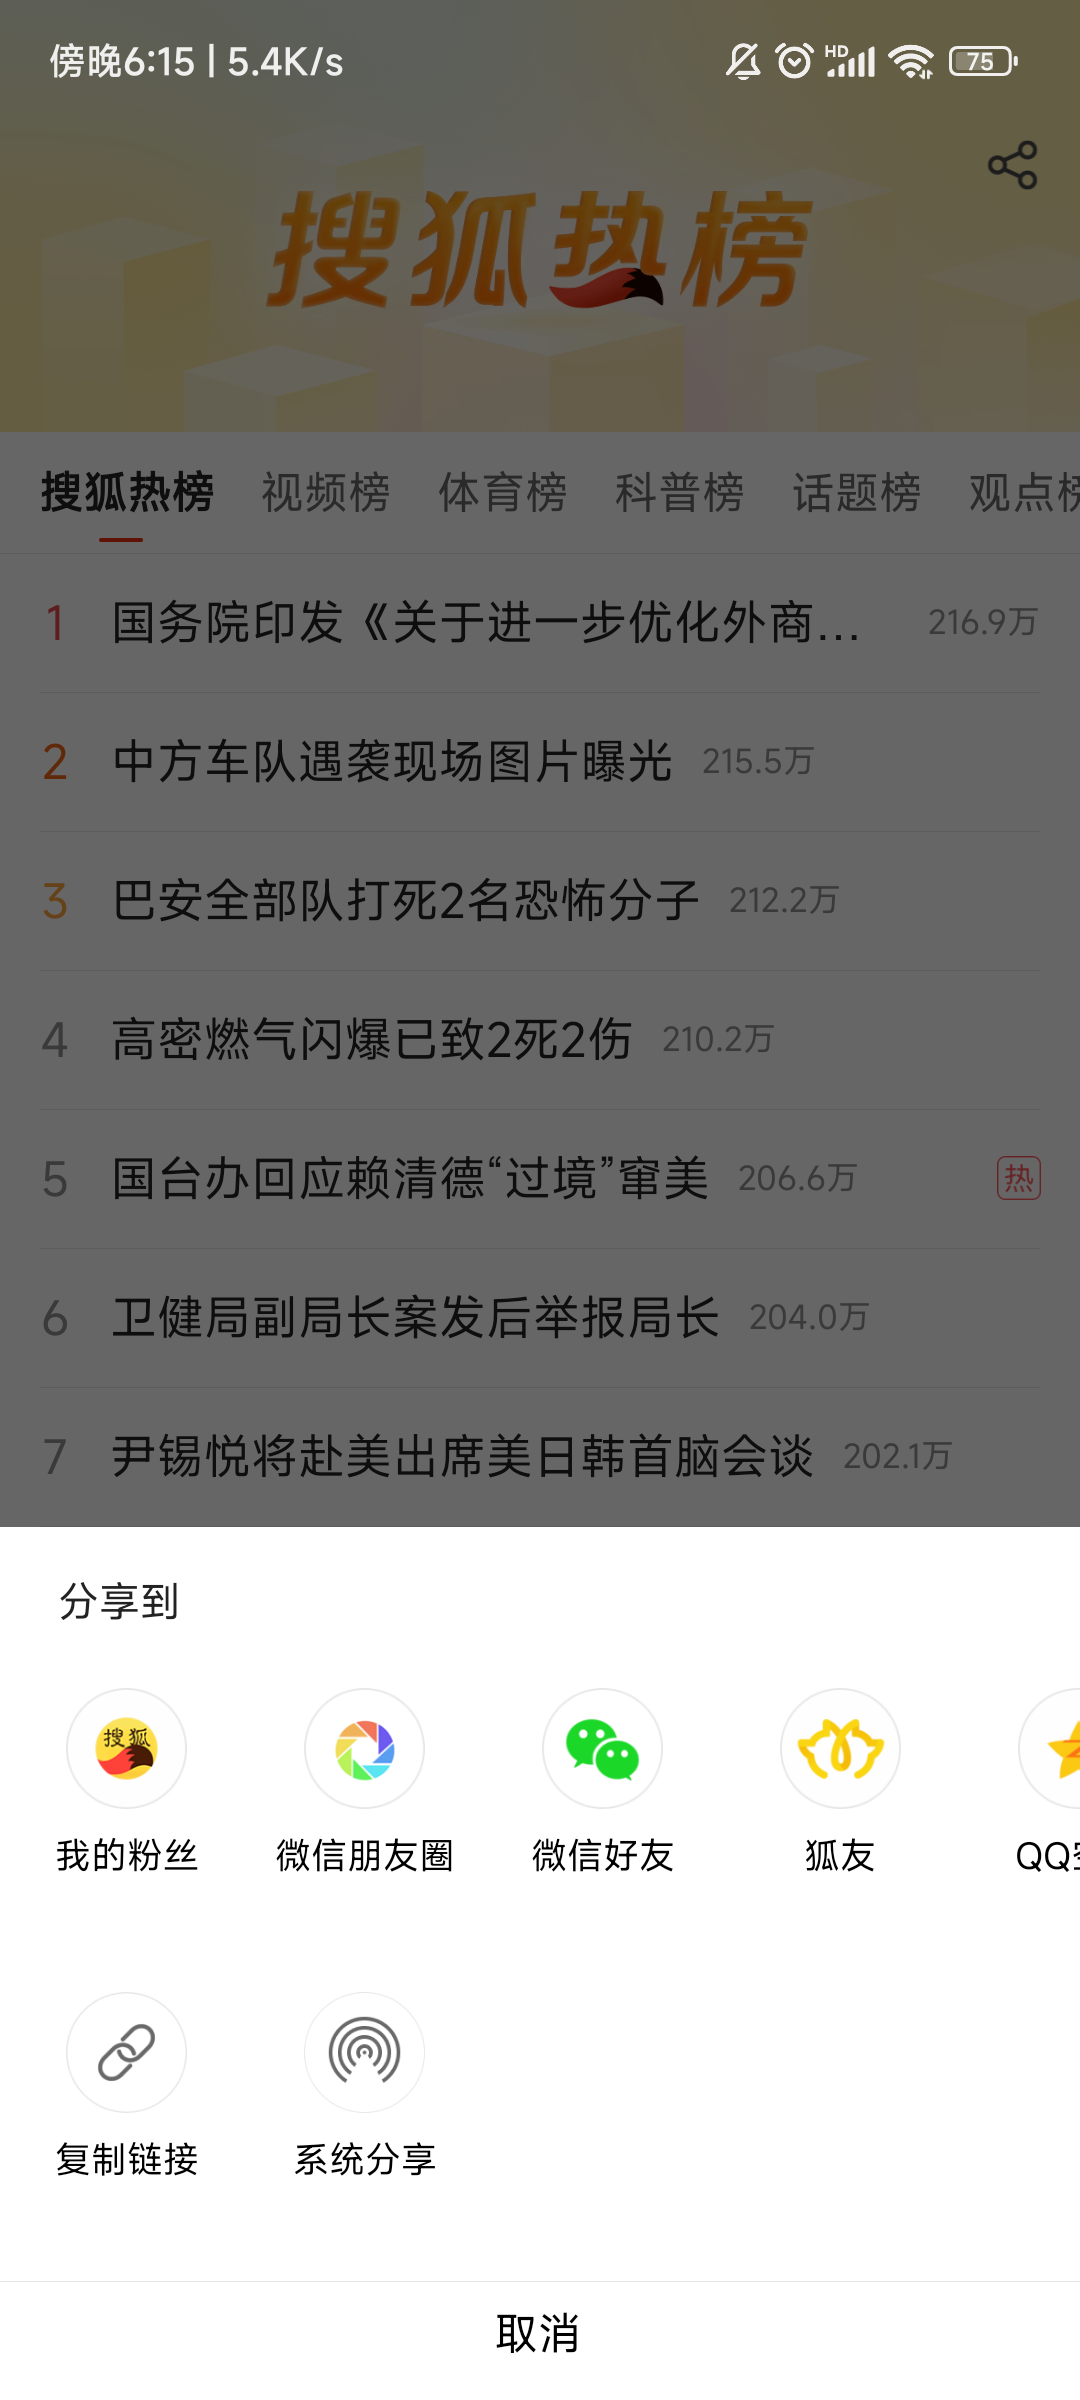 傍晚6:15 | 5.4K/s
HD
75
搜狐热榜
搜狐热榜 视频榜 体育榜 科普榜 话题榜 观点榜
1 国务院印发《关于进一步优化外商... 216.9万
2 中方车队遇袭现场图片曝光 215.5万
3 巴安全部队打死2名恐怖分子 212.2万
4 高密燃气闪爆已致2死2伤 210.2万
5 国台办回应赖清德“过境”窜美 206.6万 热
6 卫健局副局长案发后举报局长 204.0万
7 尹锡悦将赴美出席美日韩首脑会谈 202.1万
分享到
搜狐
我的粉丝 微信朋友圈 微信好友 狐友 QQ空
复制链接 系统分享
取消